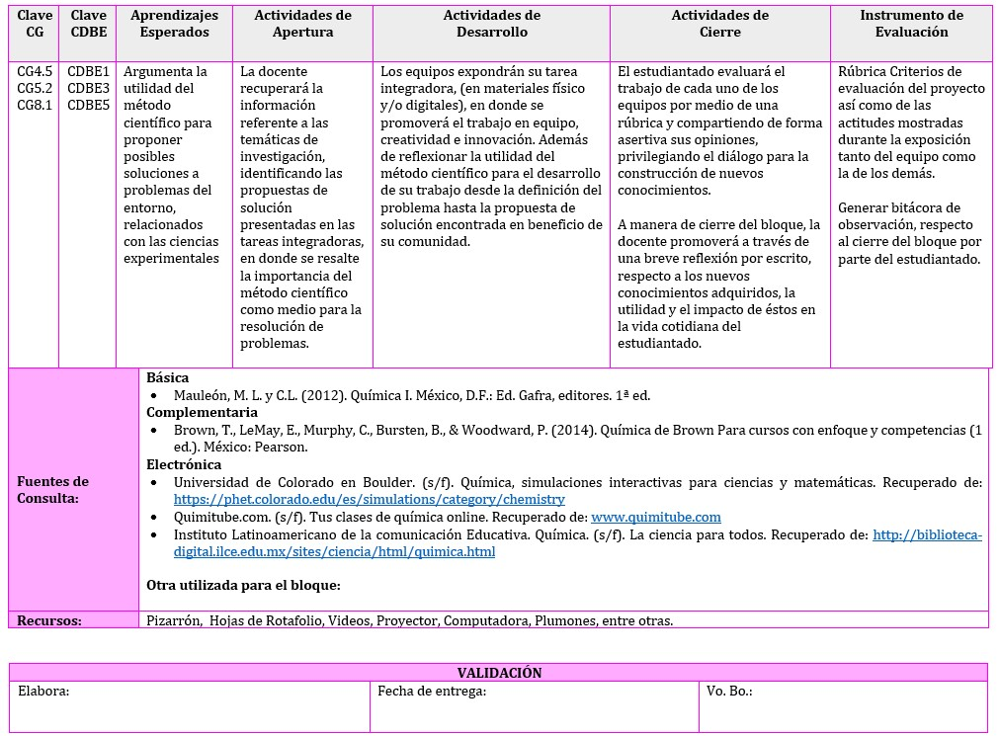 Clave
CG
Clave
CDBE
Aprendizajes
Esperados
Actividades de
Apertura
Actividades de
Desarrollo
Actividades de
Cierre
Instrumento de
Evaluación
CG4.5
CG5.2
CG8.1
CDBE1
CDBE3
CDBE5
Argumenta la
utilidad del
método
científico para
proponer
posibles
soluciones a
problemas del
entorno,
relacionados
con las ciencias
experimentales
La docente
recuperará la
información
referente a las
temáticas de
investigación,
identificando las
propuestas de
solución
presentadas en las
tareas integradoras,
en donde se resalte
la importancia del
método científico
como medio para la
resolución de
problemas.
Los equipos expondrán su tarea
integradora, (en materiales físico
y/o digitales), en donde se
promoverá el trabajo en equipo,
creatividad e innovación. Además
de reflexionar la utilidad del
método científico para el desarrollo
de su trabajo desde la definición del
problema hasta la propuesta de
solución encontrada en beneficio de
su comunidad.
El estudiantado evaluará el
trabajo de cada uno de los
equipos por medio de una
rúbrica y compartiendo de forma
asertiva sus opiniones,
privilegiando el diálogo para la
construcción de nuevos
conocimientos.
A manera de cierre del bloque, la
docente promoverá a través de
una breve reflexión por escrito,
respecto a los nuevos
conocimientos adquiridos, la
utilidad y el impacto de éstos en
la vida cotidiana del
estudiantado.
Rúbrica Criterios de
evaluación del proyecto
así como de las
actitudes mostradas
durante la exposición
tanto del equipo como
la de los demás.
Generar bitácora de
observación, respecto
al cierre del bloque por
parte del estudiantado.
Fuentes de
Consulta:
Básica
• Mauleón, M. L. y C.L. (2012). Química I. México, D.F.: Ed. Gafra, editores. 1ª ed.
Complementaria
• Brown, T., LeMay, E., Murphy, C., Bursten, B., & Woodward, P. (2014). Química de Brown Para cursos con enfoque y competencias (1
ed.). México: Pearson.
Electrónica
• Universidad de Colorado en Boulder. (s/f). Química, simulaciones interactivas para ciencias y matemáticas. Recuperado de:
https://phet.colorado.edu/es/simulations/category/chemistry
• Quimitube.com. (s/f). Tus clases de química online. Recuperado de: www.quimitube.com
• Instituto Latinoamericano de la comunicación Educativa. Química. (s/f). La ciencia para todos. Recuperado de: http://biblioteca-
digital.ilce.edu.mx/sites/ciencia/html/quimica.html
Otra utilizada para el bloque:
Recursos:
Pizarrón, Hojas de Rotafolio, Videos, Proyector, Computadora, Plumones, entre otras.
VALIDACIÓN
Elabora:
Fecha de entrega:
Vo. Bo.: